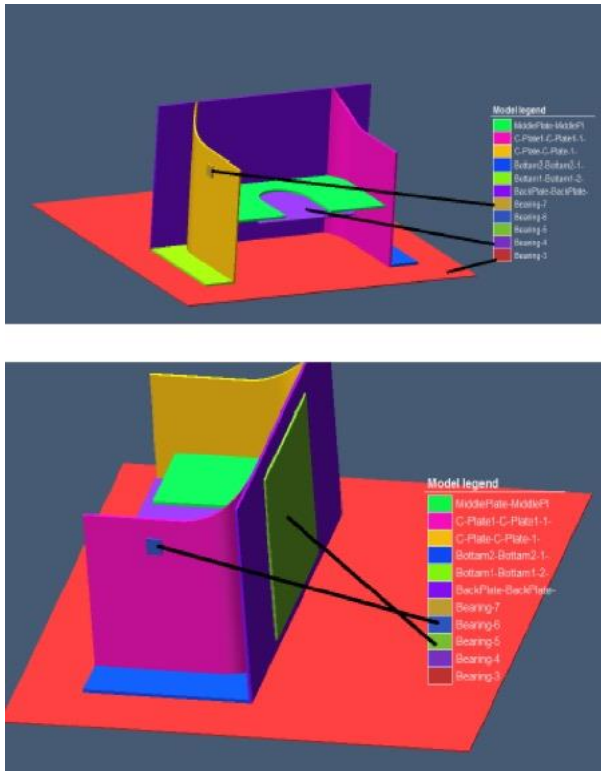 Model legend
MiddlePlate-MiddlePl
C-Plate1-C-Plate1-1-
C-Plate-C-Plate-1-
Bottam2-Bottam2-1-
Bottam1-Bottam1-2-
BackPlate-BackPlate-
Bearing-7
Bearing-6
Bearing-5
Bearing-4
Bearing-3
Model legend
MiddlePlate-MiddlePl
C-Plate1-C-Plate1-1-
C-Plate-C-Plate-1-
Bottam2-Bottam2-1-
Bottam1-Bottam1-2-
BackPlate-BackPlate-
Bearing-7
Bearing-6
Bearing-5
Bearing-4
Bearing-3